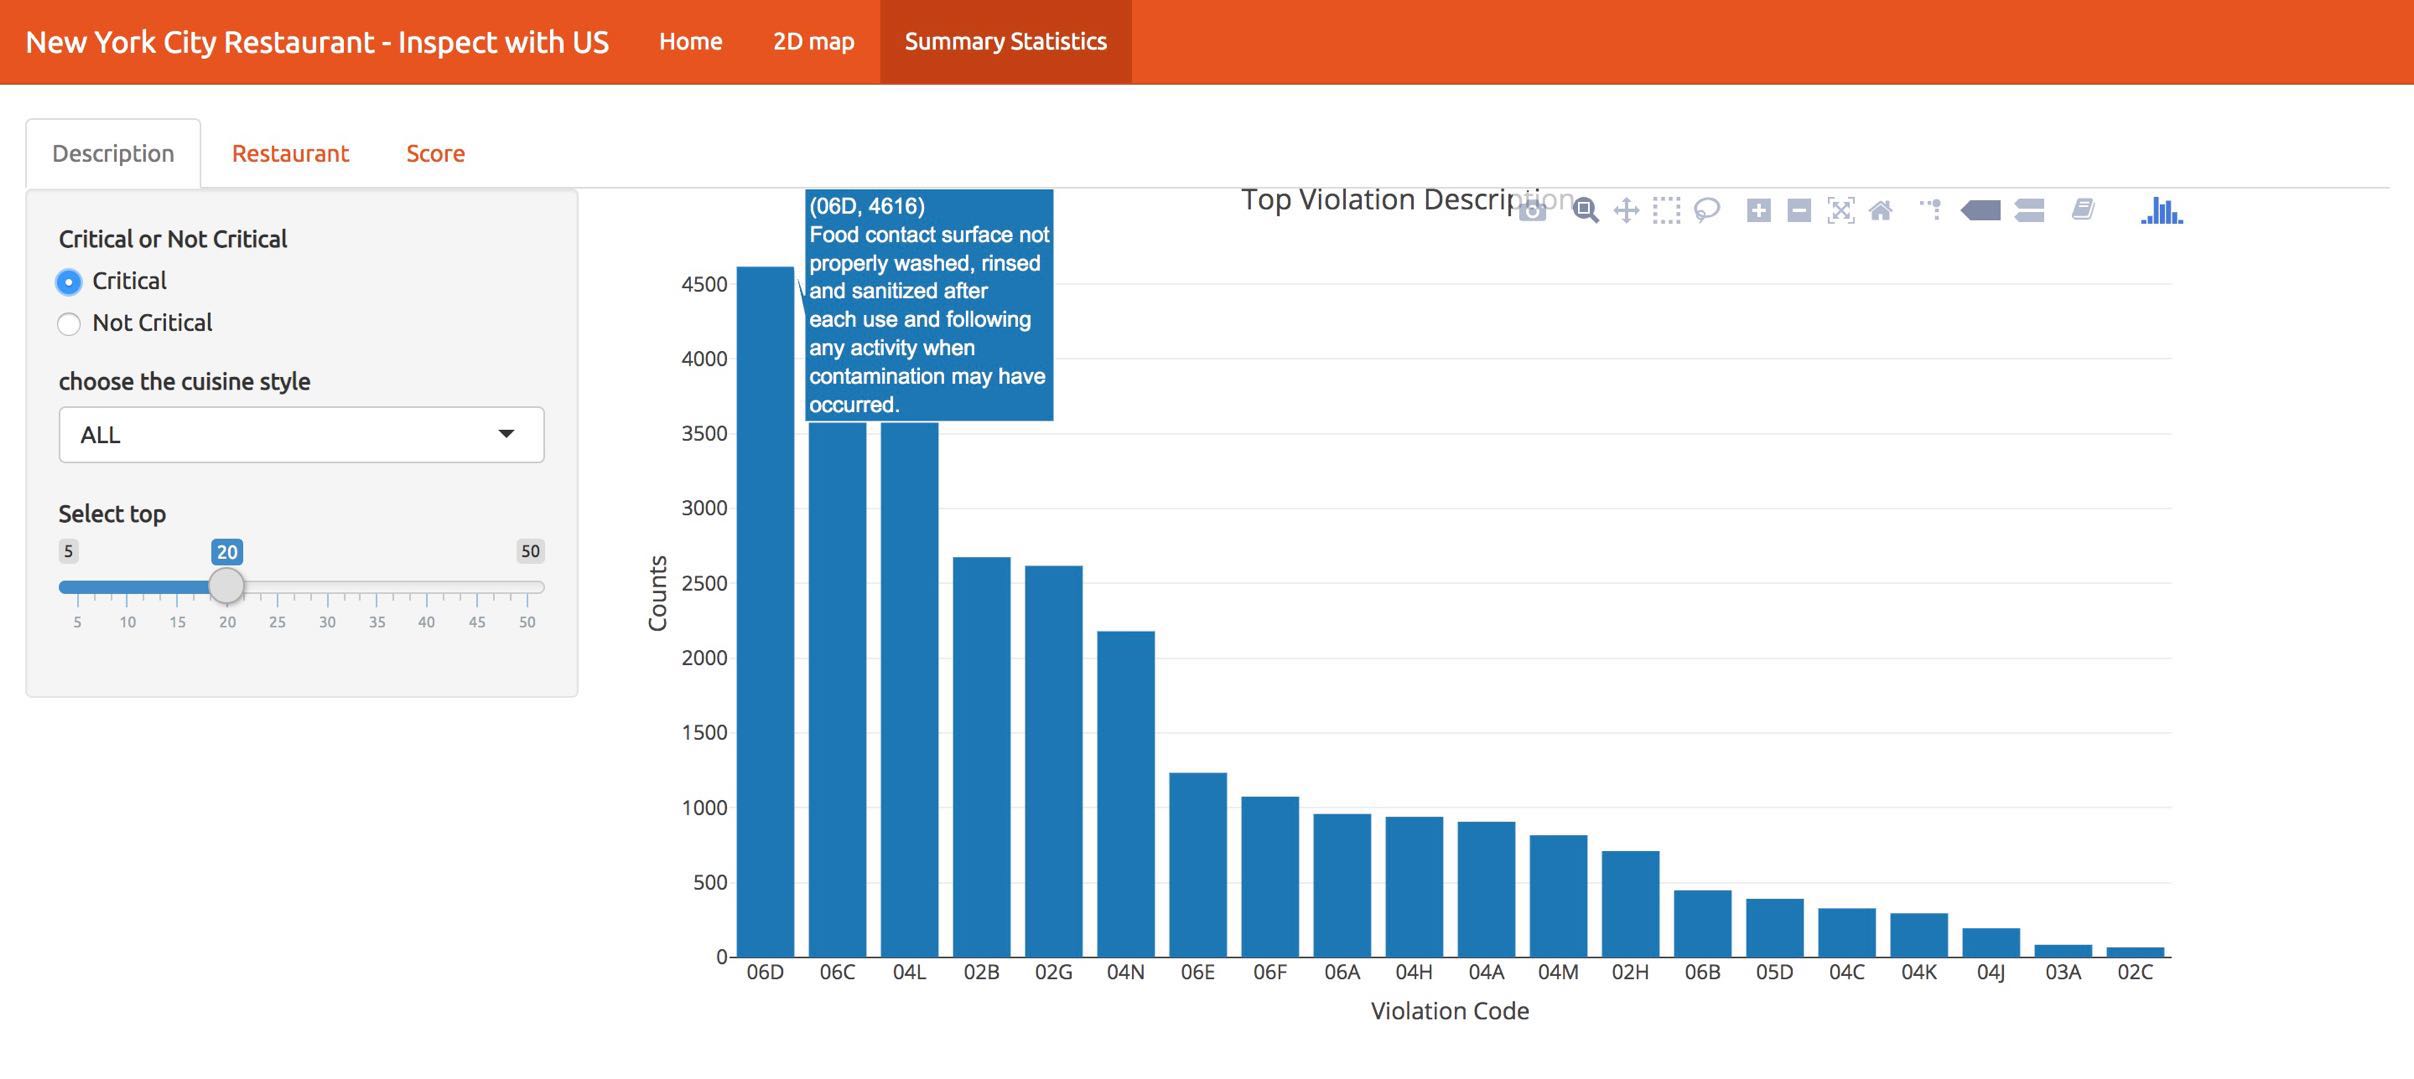 New York City Restaurant - Inspect with US Home 2D map Summary Statistics
Description Restaurant Score
Critical or Not Critical
Critical
Not Critical
choose the cuisine style
ALL
Select top
5 20 50
5 10 15 20 25 30 35 40 45 50
Top Violation Description
(06D, 4616)
Food contact surface not
properly washed, rinsed
and sanitized after
each use and following
any activity when
contamination may have
occurred.
Counts
4500
4000
3500
3000
2500
2000
1500
1000
500
0
06D 06C 04L 02B 02G 04N 06E 06F 06A 04H 04A 04M 02H 06B 05D 04C 04K 04J 03A 02C
Violation Code